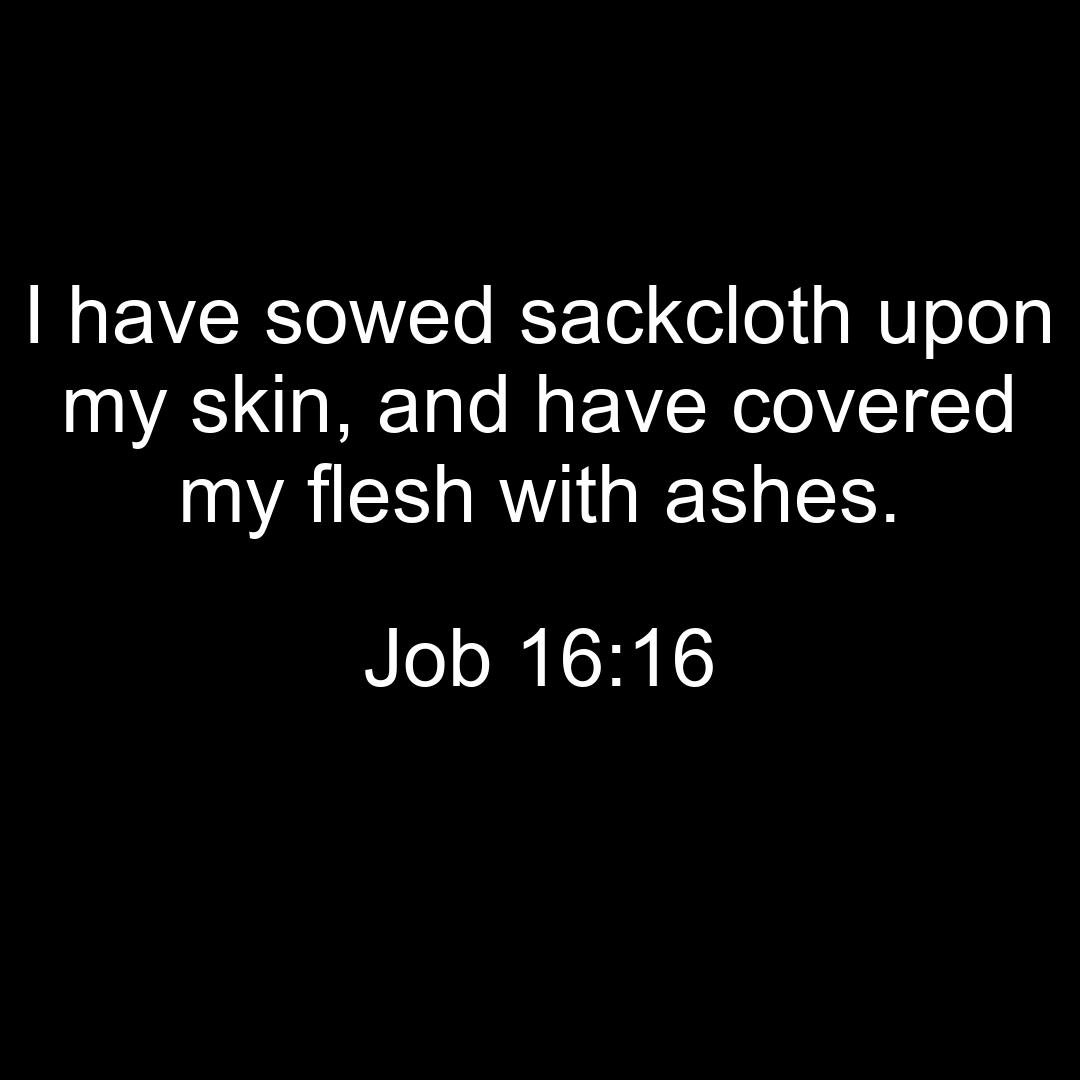 I have sowed sackcloth upon
my skin, and have covered
my flesh with ashes.
Job 16:16